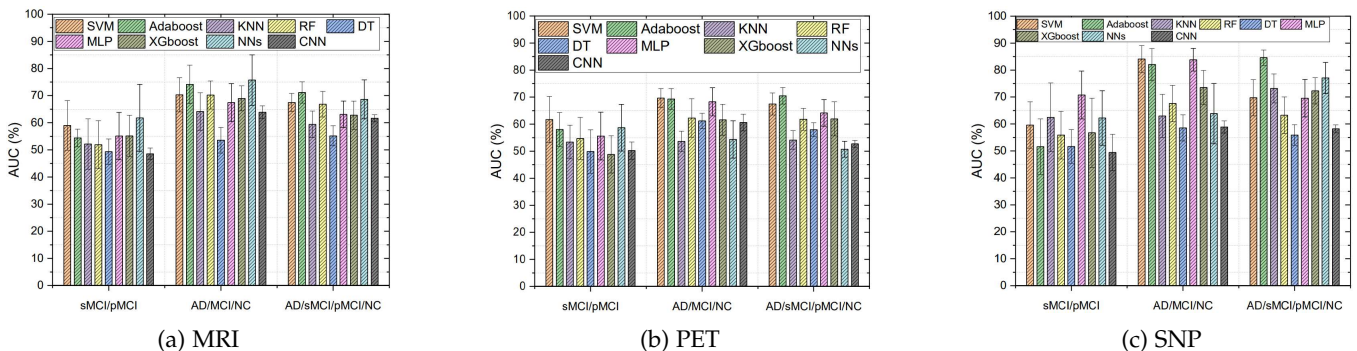 100
90
80
70
60
50
40
30
20
10
0
AUC (%)
SVM Adaboost KNN RF DT
MLP XGboost NNs CNN
sMCI/pMCI AD/MCI/NC AD/sMCI/pMCI/NC
(a) MRI
100
90
80
70
60
50
40
30
20
10
0
AUC (%)
SVM Adaboost KNN RF
DT MLP XGboost NNs
CNN
sMCI/pMCI AD/MCI/NC AD/sMCI/pMCI/NC
(b) PET
100
90
80
70
60
50
40
30
20
10
0
AUC (%)
SVM Adaboost KNN RF DT MLP
XGboost NNs CNN
sMCI/pMCI AD/MCI/NC AD/sMCI/pMCI/NC
(c) SNP